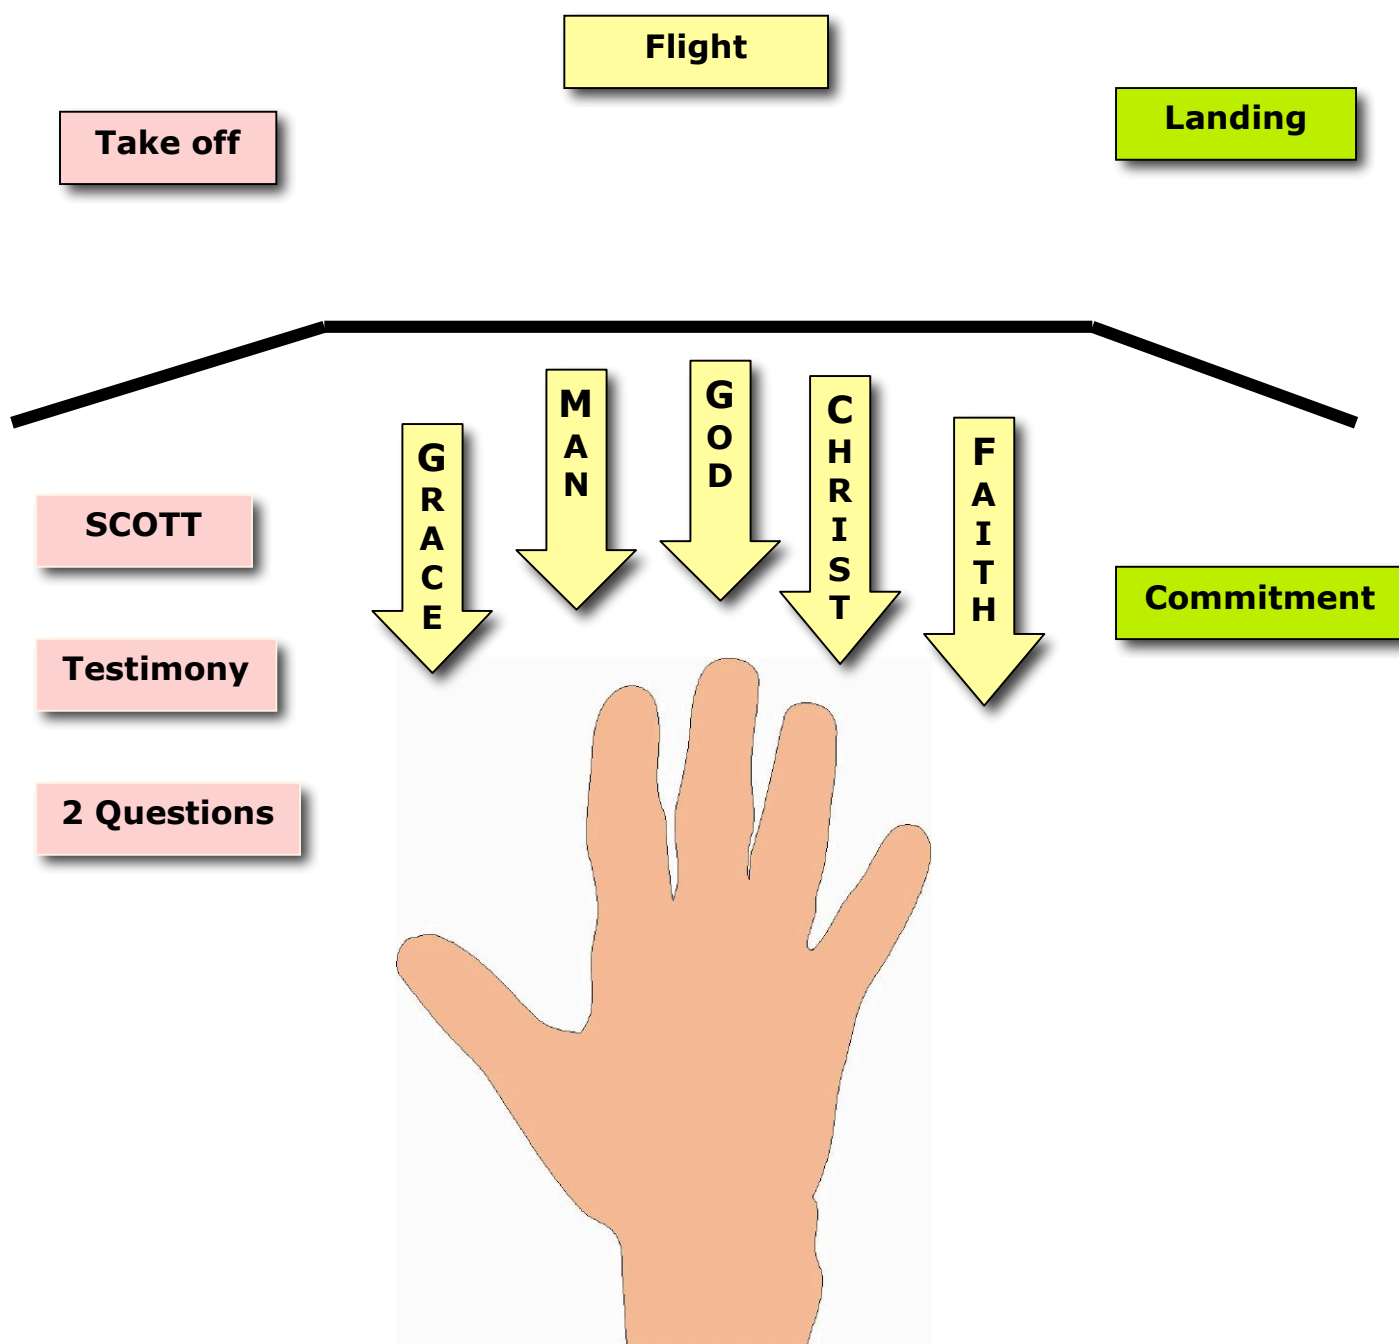 Flight
Take off
Landing
GRACE
MAN
GOD
CHRIST
FAITH
SCOTT
Testimony
2 Questions
Commitment